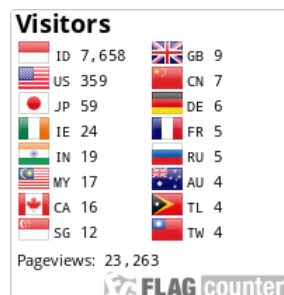 Visitors
ID 7,658 GB 9
US 359 CN 7
JP 59 DE 6
IE 24 FR 5
IN 19 RU 5
MY 17 AU 4
CA 16 TL 4
SG 12 TW 4
Pageviews: 23,263
FLAG counter